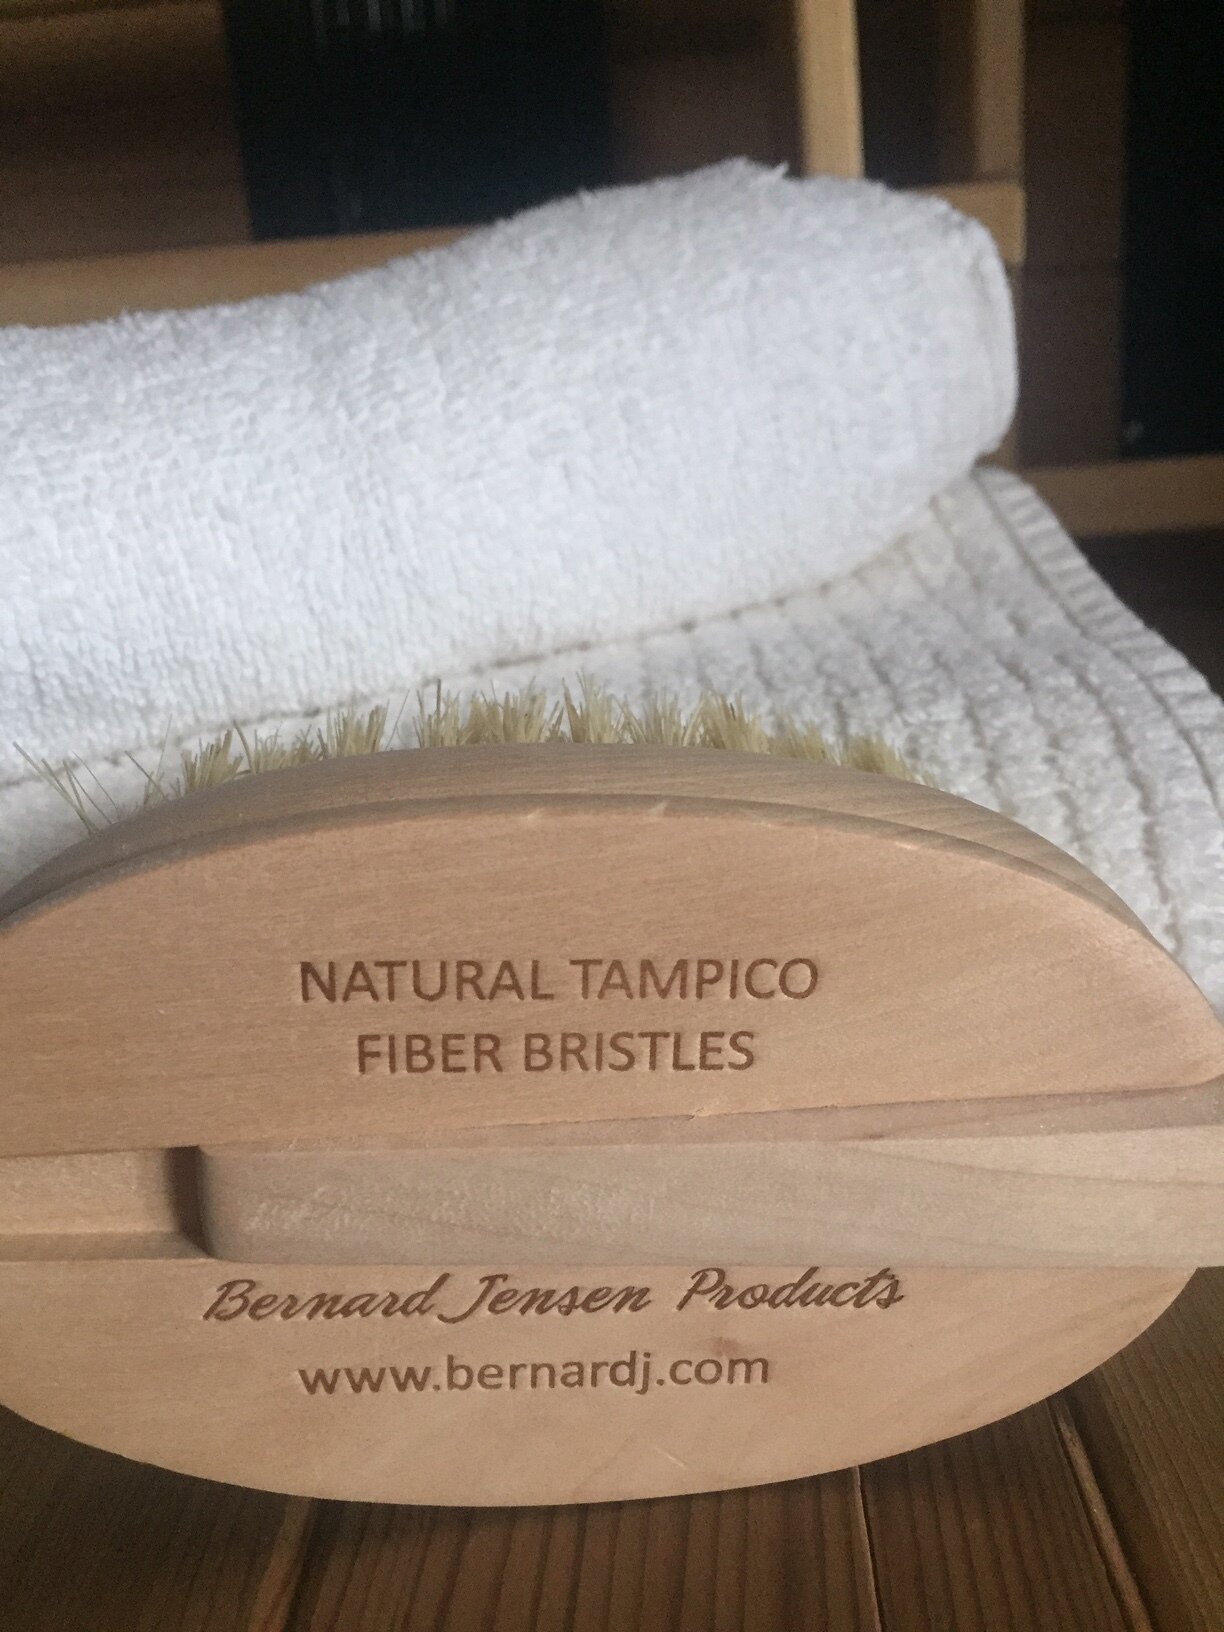 NATURAL TAMPICO
FIBER BRISTLES
Bernard Jensen Products
www.bernardj.com